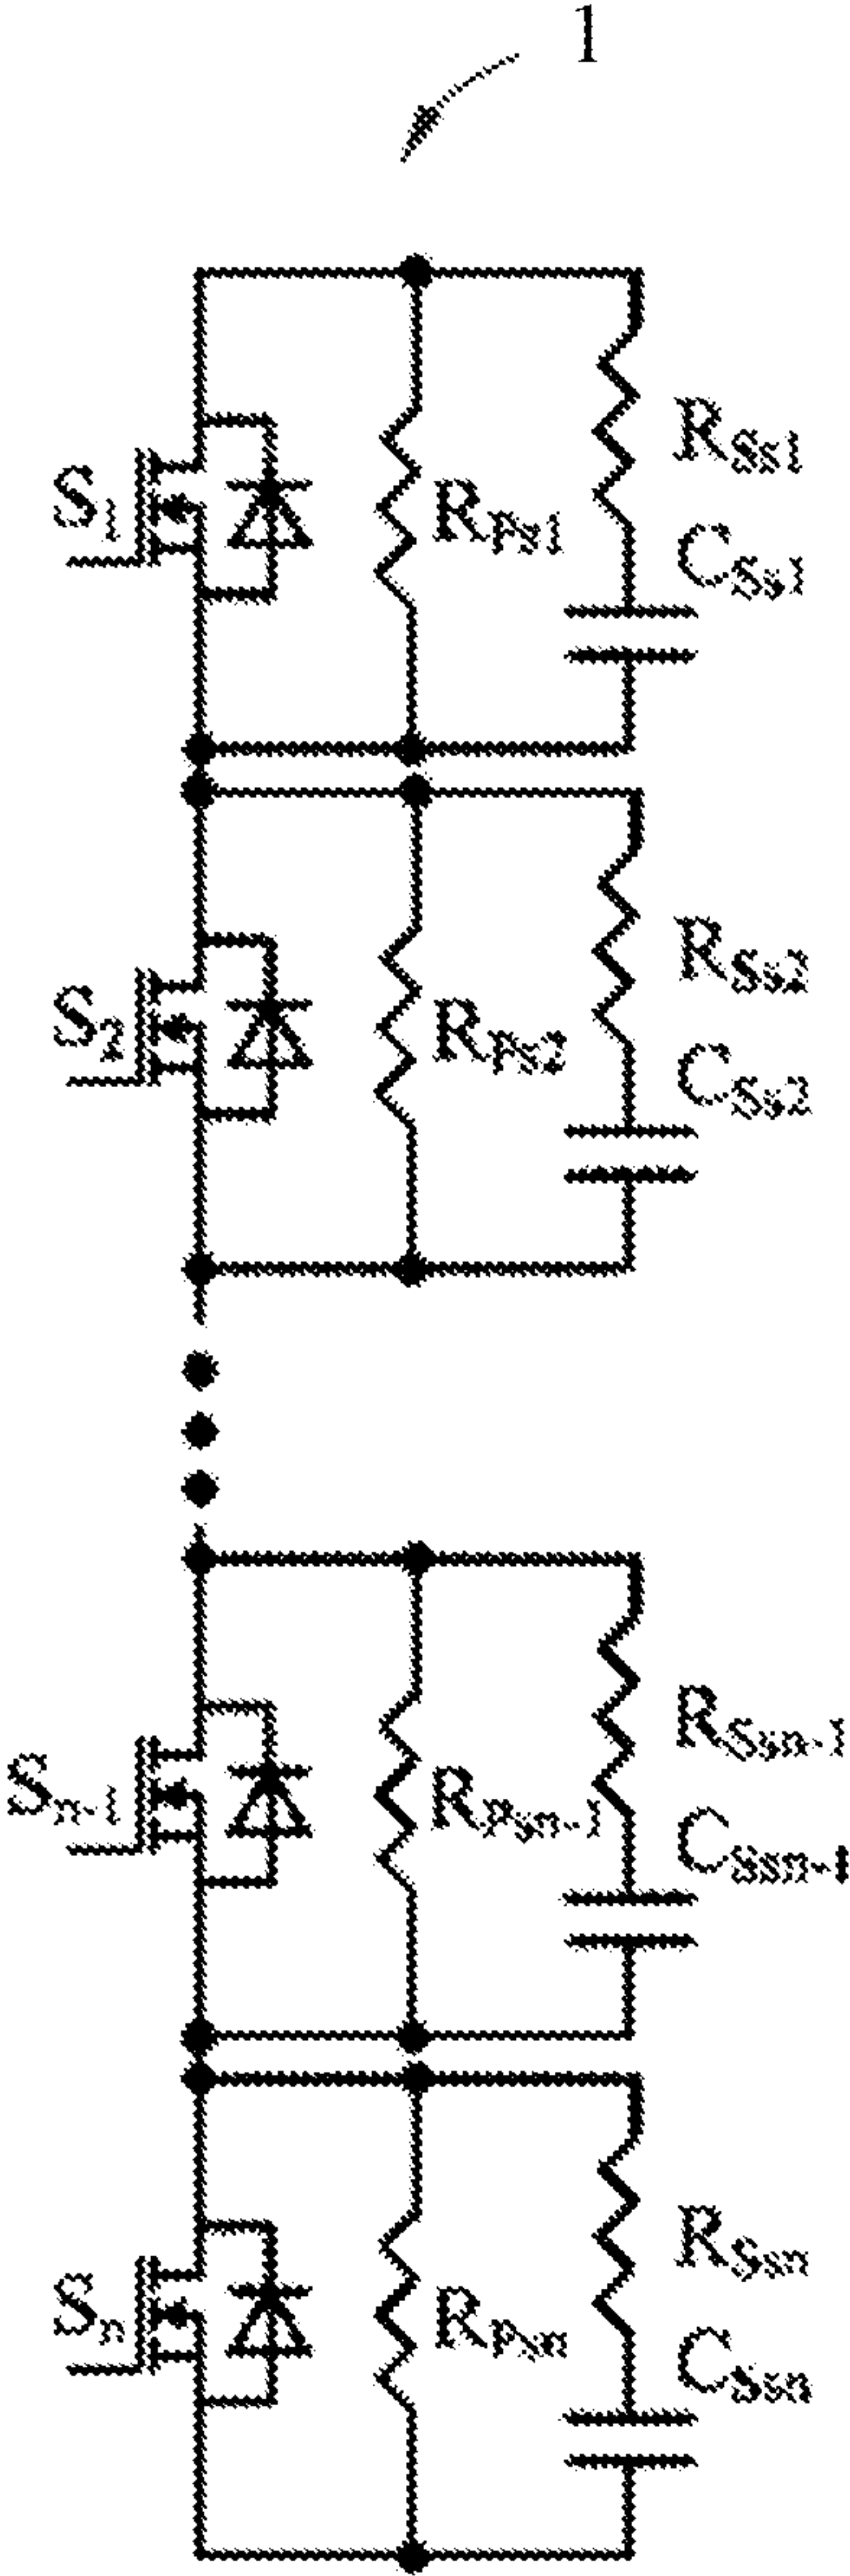 1
S1
RPs1
RSs1
CSs1
S2
RPs2
RSs2
CSs2
Sn-1
RPsn-1
RSsn-1
CSsn-1
Sn
RPsn
RSsn
CSsn